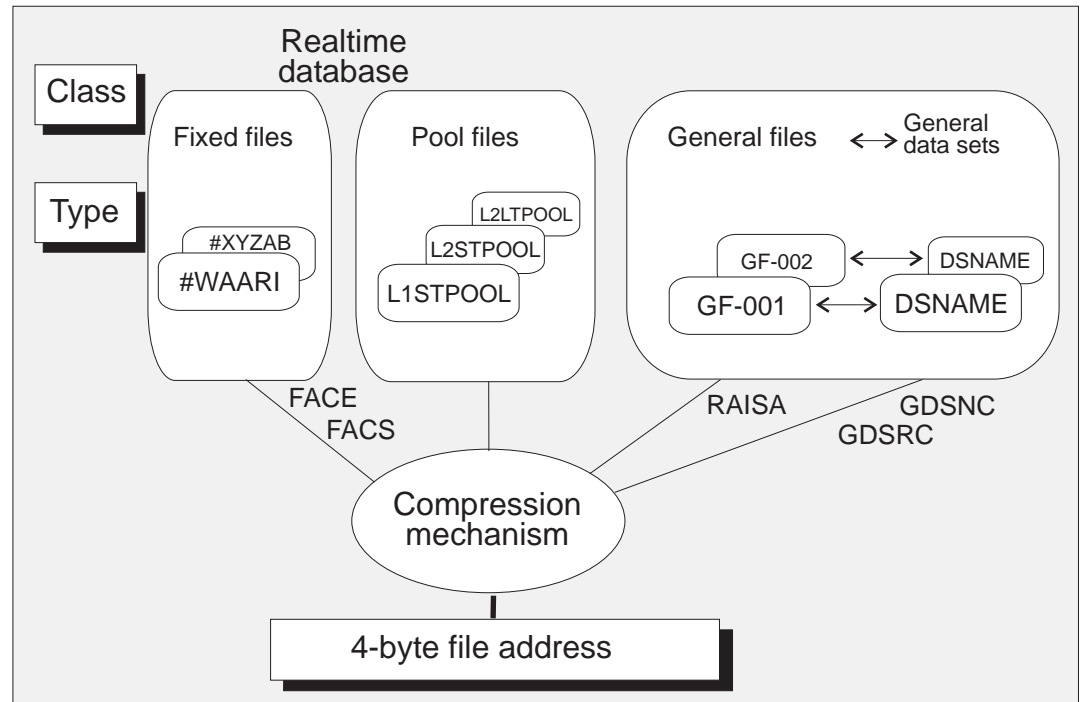 Realtime
database
Class
Fixed files
Pool files
General files
General
data sets
Type
#XYZAB
#WAARI
L2LTPOOL
L2STPOOL
L1STPOOL
GF-002
DSNAME
GF-001
DSNAME
FACE
FACS
RAISA
GDSNC
GDSRC
Compression
mechanism
4-byte file address